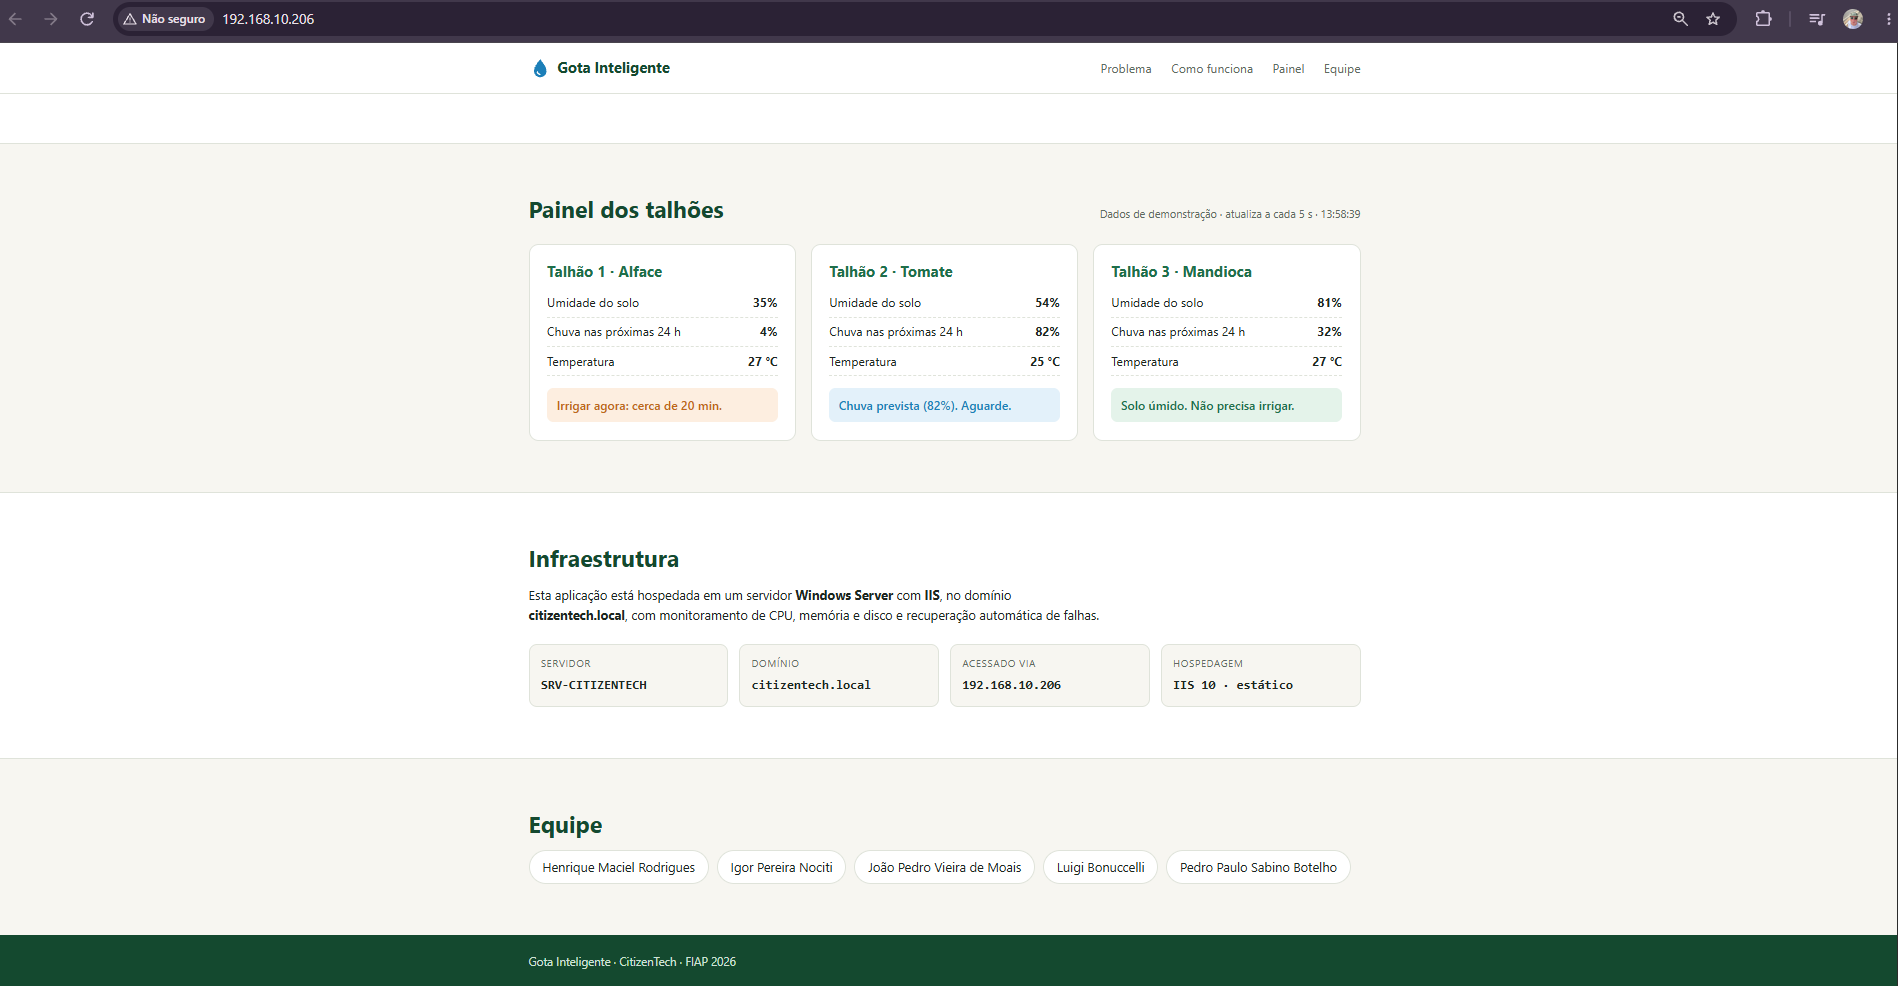 Não seguro 192.168.10.206
Gota Inteligente
Problema Como funciona Painel Equipe
Painel dos talhões
Dados de demonstração · atualiza a cada 5 s · 13:58:39
Talhão 1 · Alface
Umidade do solo 35%
Chuva nas próximas 24 h 4%
Temperatura 27 °C
Irrigar agora: cerca de 20 min.
Talhão 2 · Tomate
Umidade do solo 54%
Chuva nas próximas 24 h 82%
Temperatura 25 °C
Chuva prevista (82%). Aguarde.
Talhão 3 · Mandioca
Umidade do solo 81%
Chuva nas próximas 24 h 32%
Temperatura 27 °C
Solo úmido. Não precisa irrigar.
Infraestrutura
Esta aplicação está hospedada em um servidor Windows Server com IIS, no domínio
citizentech.local, com monitoramento de CPU, memória e disco e recuperação automática de falhas.
SERVIDOR
SRV-CITIZENTECH
DOMÍNIO
citizentech.local
ACESSADO VIA
192.168.10.206
HOSPEDAGEM
IIS 10 · estático
Equipe
Henrique Maciel Rodrigues
Igor Pereira Nociti
João Pedro Vieira de Moais
Luigi Bonuccelli
Pedro Paulo Sabino Botelho
Gota Inteligente · CitizenTech · FIAP 2026